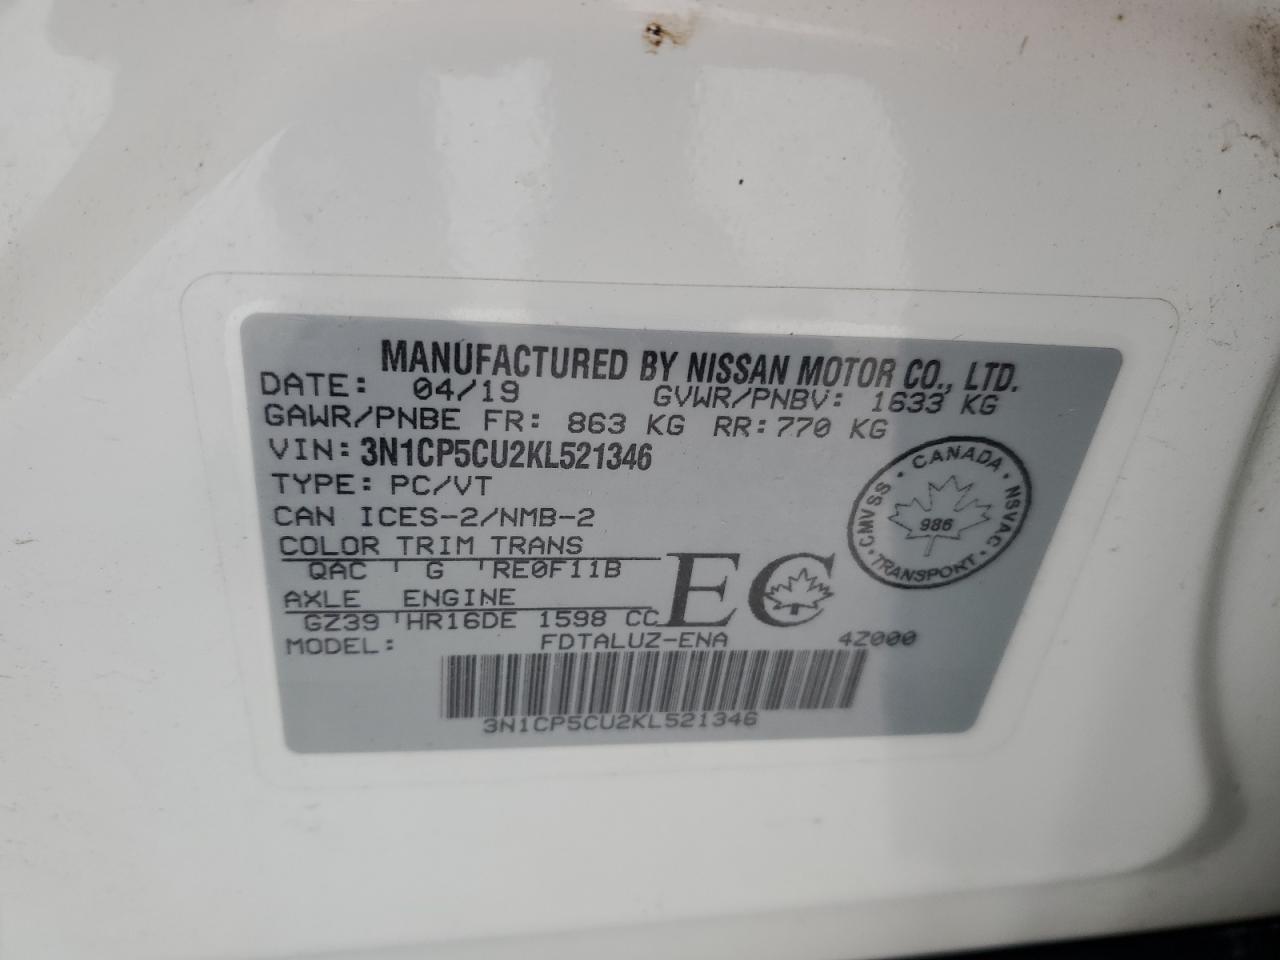 MANUFACTURED BY NISSAN MOTOR CO., LTD.
DATE: 04/19 GVWR/PNBV: 1633 KG
GAWR/PNBE FR: 863 KG RR: 770 KG
VIN: 3N1CP5CU2KL521346
TYPE: PC/VT
CAN ICES-2/NMB-2
COLOR TRIM TRANS
QAC G RE0F11B
AXLE ENGINE
GZ39 HR16DE 1598 CC
MODEL: FDTALUZ-ENA 4Z000
3N1CP5CU2KL521346
EC
CANADA
CMVSS · NSVAC
986
TRANSPORT